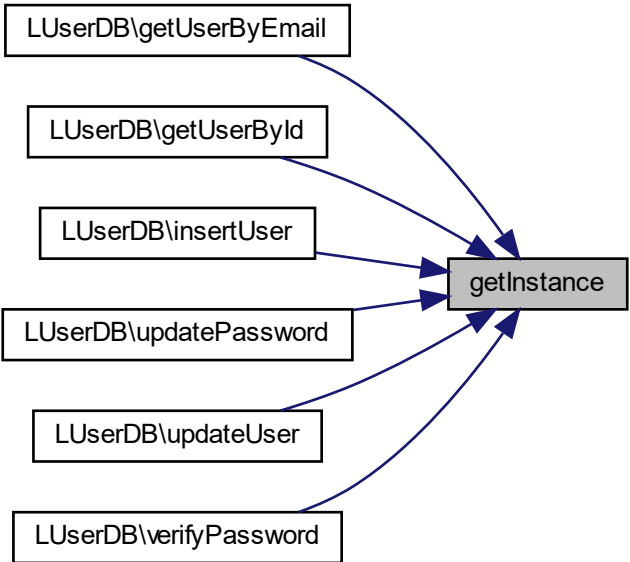 LUserDB\getUserByEmail
LUserDB\getUserById
LUserDB\insertUser
getInstance
LUserDB\updatePassword
LUserDB\updateUser
LUserDB\verifyPassword